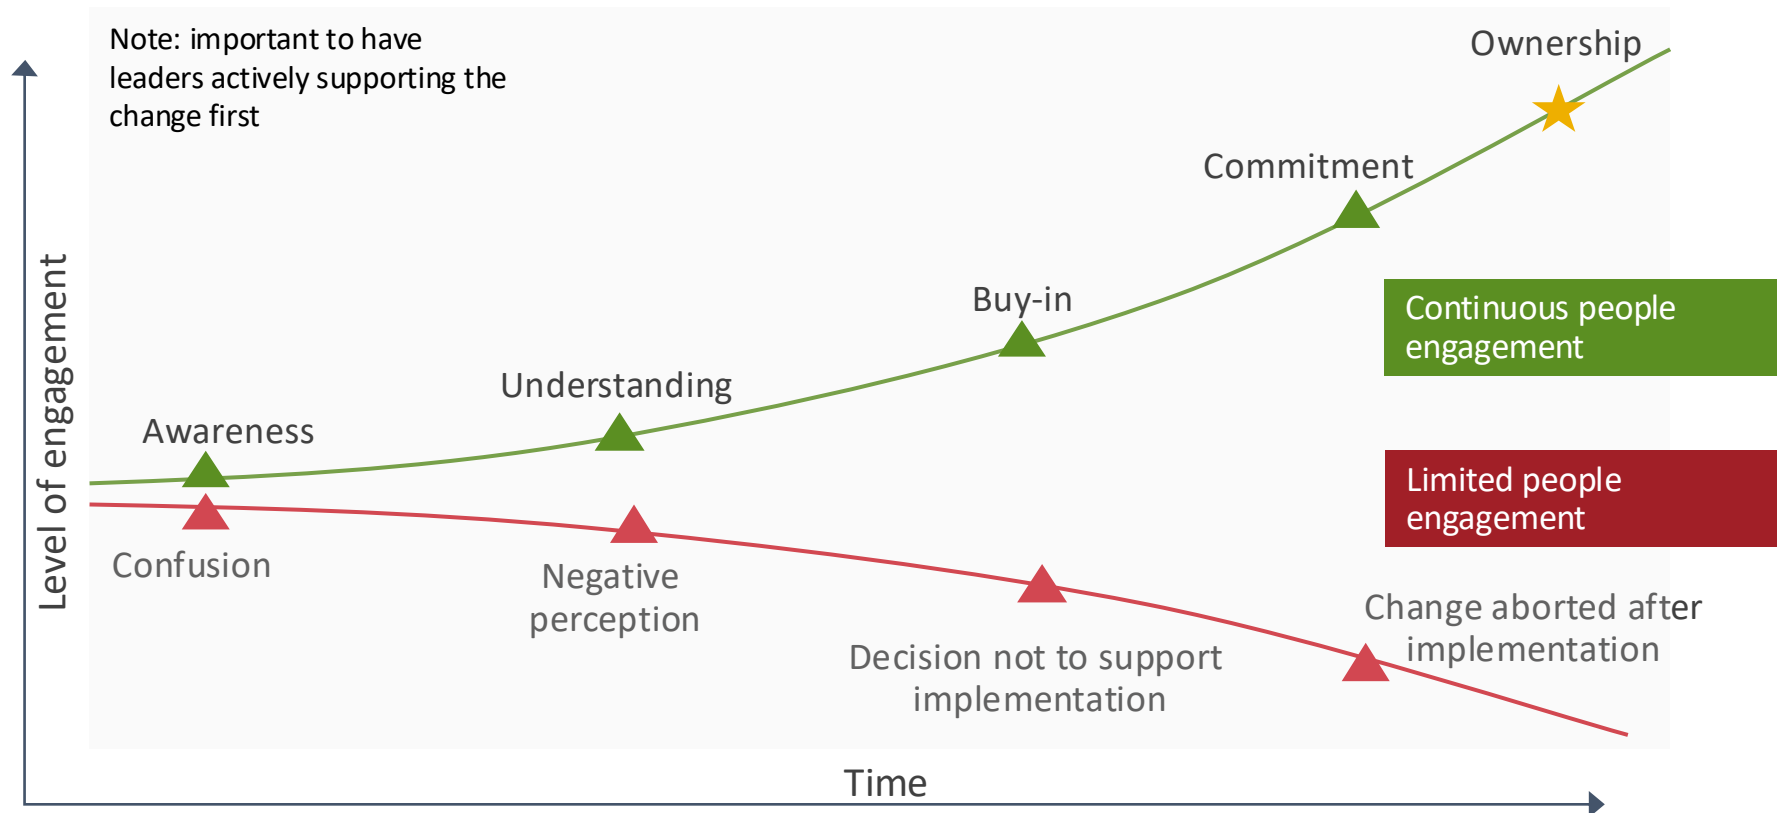 Note: important to have
leaders actively supporting the
change first
Ownership
Commitment
Buy-in
Understanding
Awareness
Continuous people
engagement
Limited people
engagement
Level of engagement
Confusion
Negative
perception
Decision not to support
implementation
Change aborted after
implementation
Time